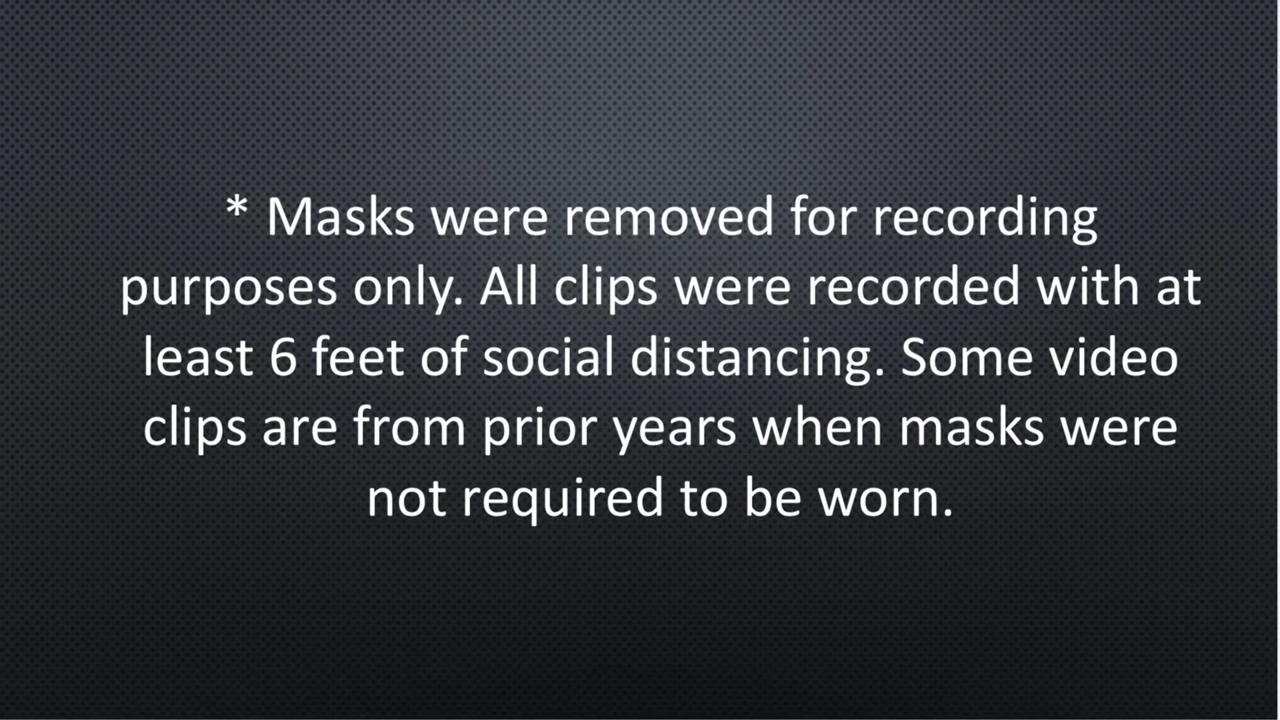 * Masks were removed for recording
purposes only. All clips were recorded with at
least 6 feet of social distancing. Some video
clips are from prior years when masks were
not required to be worn.